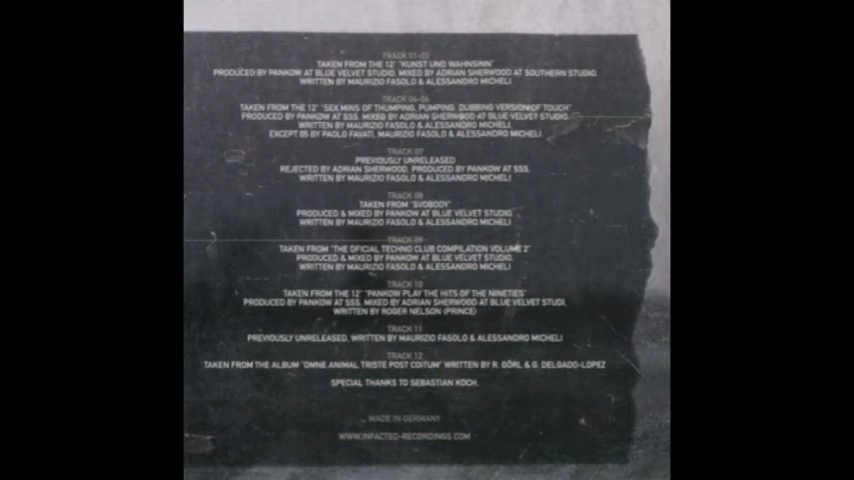 TRACK 01-03
TAKEN FROM THE 12" "KUNST UND WAHNSINN"
PRODUCED BY PANKOW AT BLUE VELVET STUDIO. MIXED BY ADRIAN SHERWOOD AT SOUTHERN STUDIO.
WRITTEN BY MAURIZIO FASOLO & ALESSANDRO MICHELI
TRACK 04-06
TAKEN FROM THE 12" "SEX MINS OF THUMPING, PUMPING, DUBBING VERSION OF TOUCH"
PRODUCED BY PANKOW AT SSS. MIXED BY ADRIAN SHERWOOD AT BLUE VELVET STUDIO.
WRITTEN BY MAURIZIO FASOLO & ALESSANDRO MICHELI
EXCEPT 05 BY PAOLO FAVATI, MAURIZIO FASOLO & ALESSANDRO MICHELI
TRACK 07
PREVIOUSLY UNRELEASED
REJECTED BY ADRIAN SHERWOOD. PRODUCED BY PANKOW AT SSS.
WRITTEN BY MAURIZIO FASOLO & ALESSANDRO MICHELI
TRACK 08
TAKEN FROM "SVOBODY"
PRODUCED & MIXED BY PANKOW AT BLUE VELVET STUDIO.
WRITTEN BY MAURIZIO FASOLO & ALESSANDRO MICHELI
TRACK 09
TAKEN FROM "THE OFICIAL TECHNO CLUB COMPILATION VOLUME 2"
PRODUCED & MIXED BY PANKOW AT BLUE VELVET STUDIO.
WRITTEN BY MAURIZIO FASOLO & ALESSANDRO MICHELI
TRACK 10
TAKEN FROM THE 12" "PANKOW PLAY THE HITS OF THE NINETIES"
PRODUCED BY PANKOW AT SSS. MIXED BY ADRIAN SHERWOOD AT BLUE VELVET STUDI.
WRITTEN BY ROGER NELSON (PRINCE)
TRACK 11
PREVIOUSLY UNRELEASED, WRITTEN BY MAURIZIO FASOLO & ALESSANDRO MICHELI
TRACK 12
TAKEN FROM THE ALBUM "OMNE ANIMAL TRISTE POST COITUM" WRITTEN BY R. GÖRL & G. DELGADO-LOPEZ
SPECIAL THANKS TO SEBASTIAN KOCH.
MADE IN GERMANY
WWW.INFACTED-RECORDINGS.COM